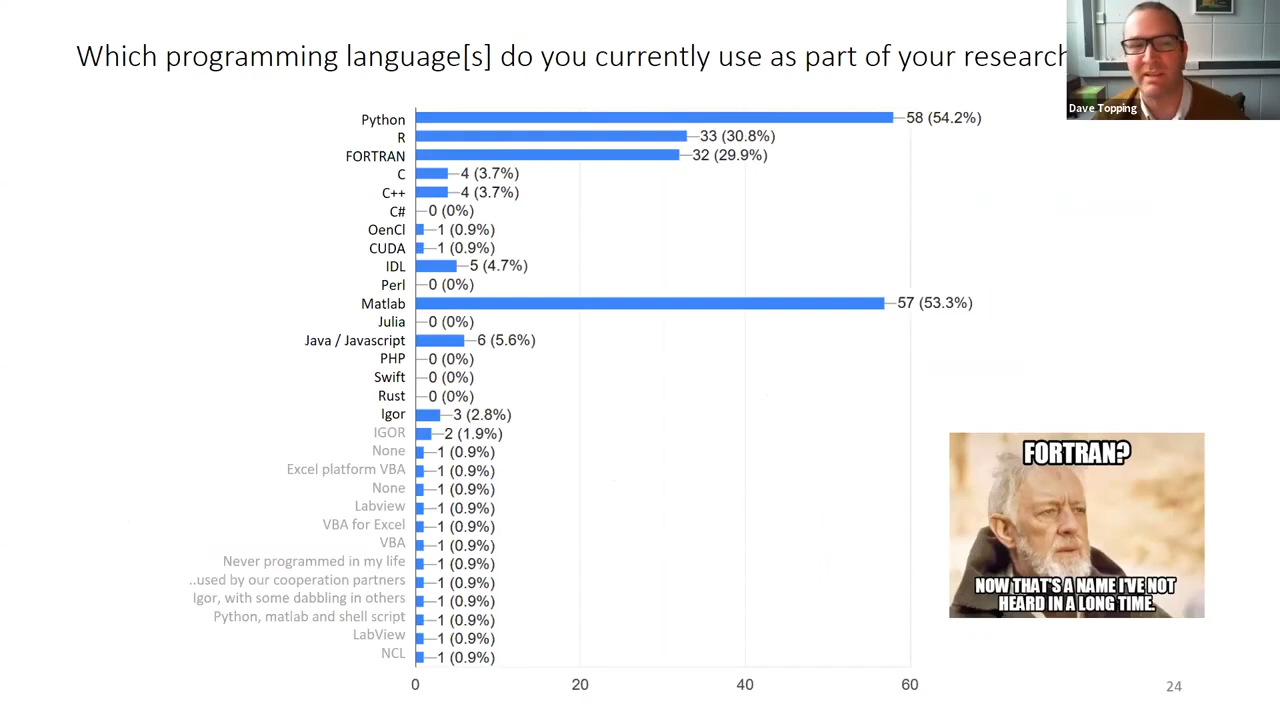 Which programming language[s] do you currently use as part of your research
Dave Topping
Python 58 (54.2%)
R 33 (30.8%)
FORTRAN 32 (29.9%)
C 4 (3.7%)
C++ 4 (3.7%)
C# 0 (0%)
OenCl 1 (0.9%)
CUDA 1 (0.9%)
IDL 5 (4.7%)
Perl 0 (0%)
Matlab 57 (53.3%)
Julia 0 (0%)
Java / Javascript 6 (5.6%)
PHP 0 (0%)
Swift 0 (0%)
Rust 0 (0%)
Igor 3 (2.8%)
IGOR 2 (1.9%)
None 1 (0.9%)
Excel platform VBA 1 (0.9%)
None 1 (0.9%)
Labview 1 (0.9%)
VBA for Excel 1 (0.9%)
VBA 1 (0.9%)
Never programmed in my life 1 (0.9%)
..used by our cooperation partners 1 (0.9%)
Igor, with some dabbling in others 1 (0.9%)
Python, matlab and shell script 1 (0.9%)
LabView 1 (0.9%)
NCL 1 (0.9%)
0 20 40 60
FORTRAN?
NOW THAT'S A NAME I'VE NOT
HEARD IN A LONG TIME.
24